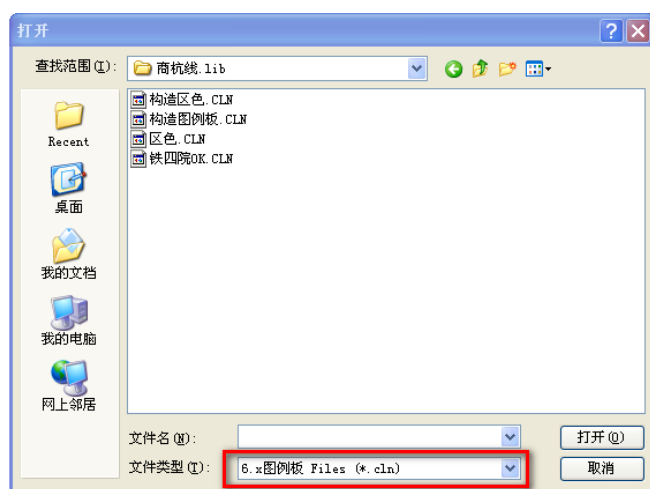 打开
查找范围(I):
商杭线.lib
构造区色.CLN
构造图例板.CLN
区色.CLN
铁四院OK.CLN
Recent
桌面
我的文档
我的电脑
网上邻居
文件名(N):
打开(O)
文件类型(T):
6.x图例板 Files (*.cln)
取消